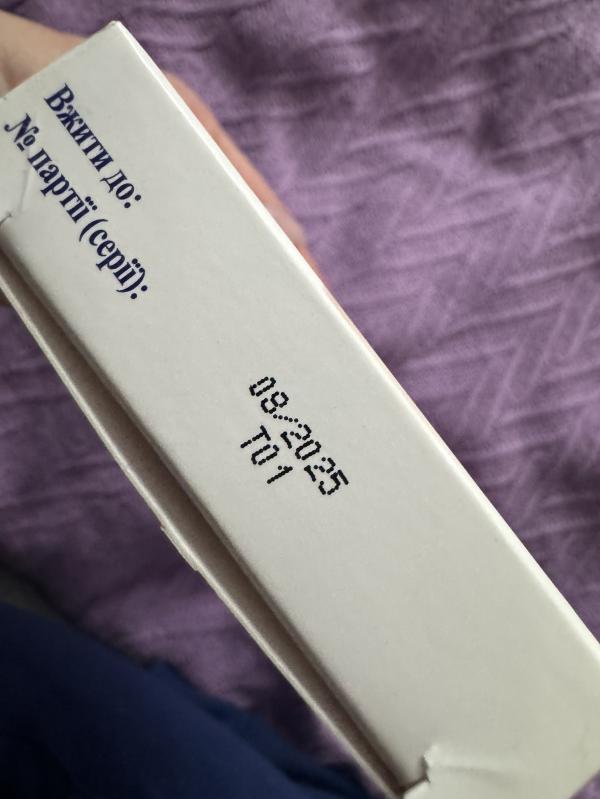 Вжити до:
№ партії (серії):
08/2025
T01